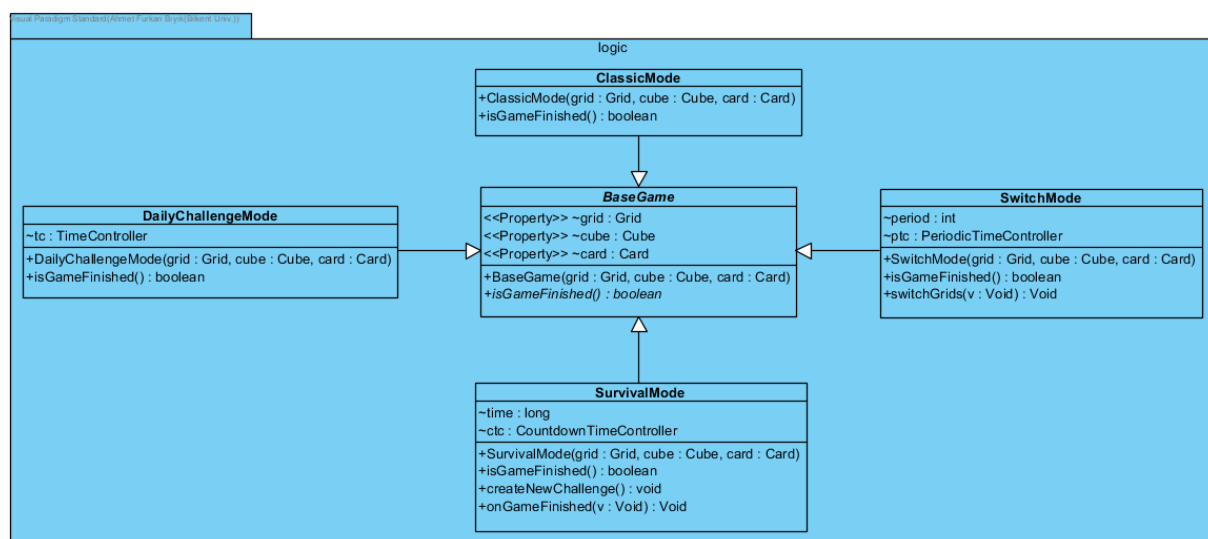 Visual Paradigm Standard(Ahmet Furkan Bıyık(Bilkent Univ.))
logic
ClassicMode
+ClassicMode(grid : Grid, cube : Cube, card : Card)
+isGameFinished() : boolean
DailyChallengeMode
~tc : TimeController
+DailyChallengeMode(grid : Grid, cube : Cube, card : Card)
+isGameFinished() : boolean
BaseGame
<<Property>> ~grid : Grid
<<Property>> ~cube : Cube
<<Property>> ~card : Card
+BaseGame(grid : Grid, cube : Cube, card : Card)
+isGameFinished() : boolean
SwitchMode
~period : int
~ptc : PeriodicTimeController
+SwitchMode(grid : Grid, cube : Cube, card : Card)
+isGameFinished() : boolean
+switchGrids(v : Void) : Void
SurvivalMode
~time : long
~ctc : CountdownTimeController
+SurvivalMode(grid : Grid, cube : Cube, card : Card)
+isGameFinished() : boolean
+createNewChallenge() : void
+onGameFinished(v : Void) : Void